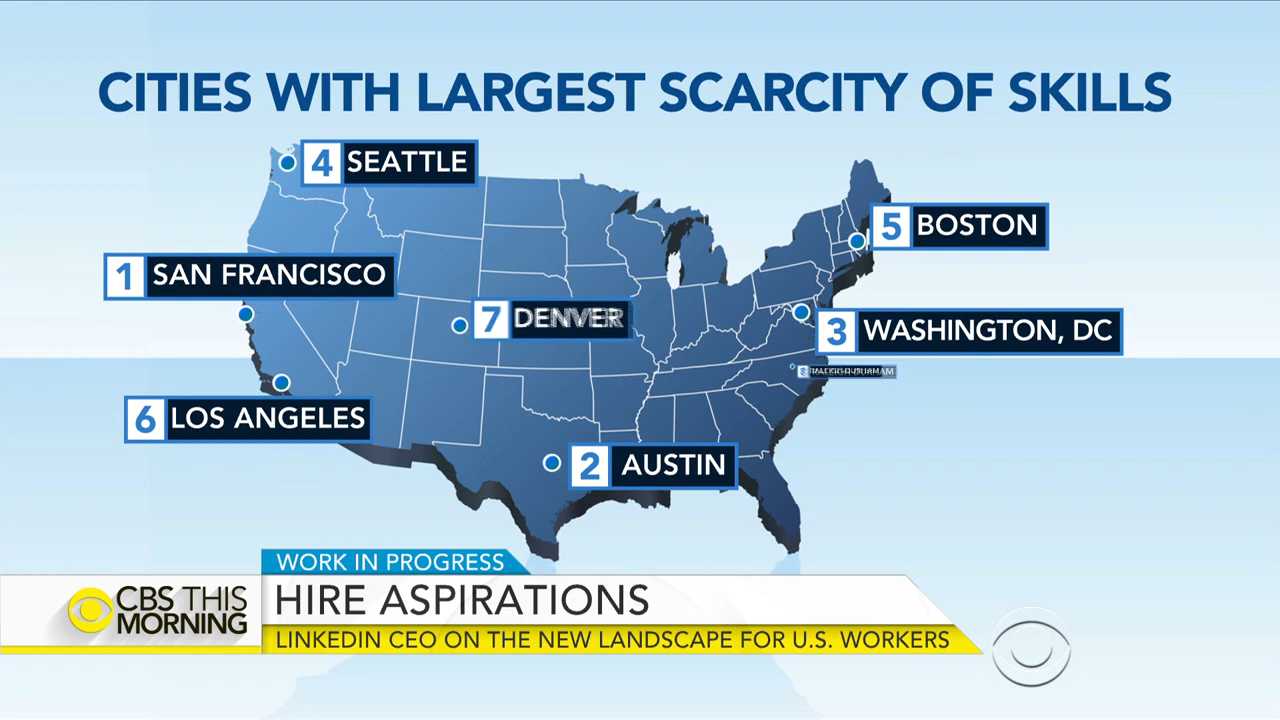 CITIES WITH LARGEST SCARCITY OF SKILLS
4 SEATTLE
5 BOSTON
1 SAN FRANCISCO
7 DENVER
3 WASHINGTON, DC
6 LOS ANGELES
2 AUSTIN
WORK IN PROGRESS
CBS THIS
MORNING
HIRE ASPIRATIONS
LINKEDIN CEO ON THE NEW LANDSCAPE FOR U.S. WORKERS